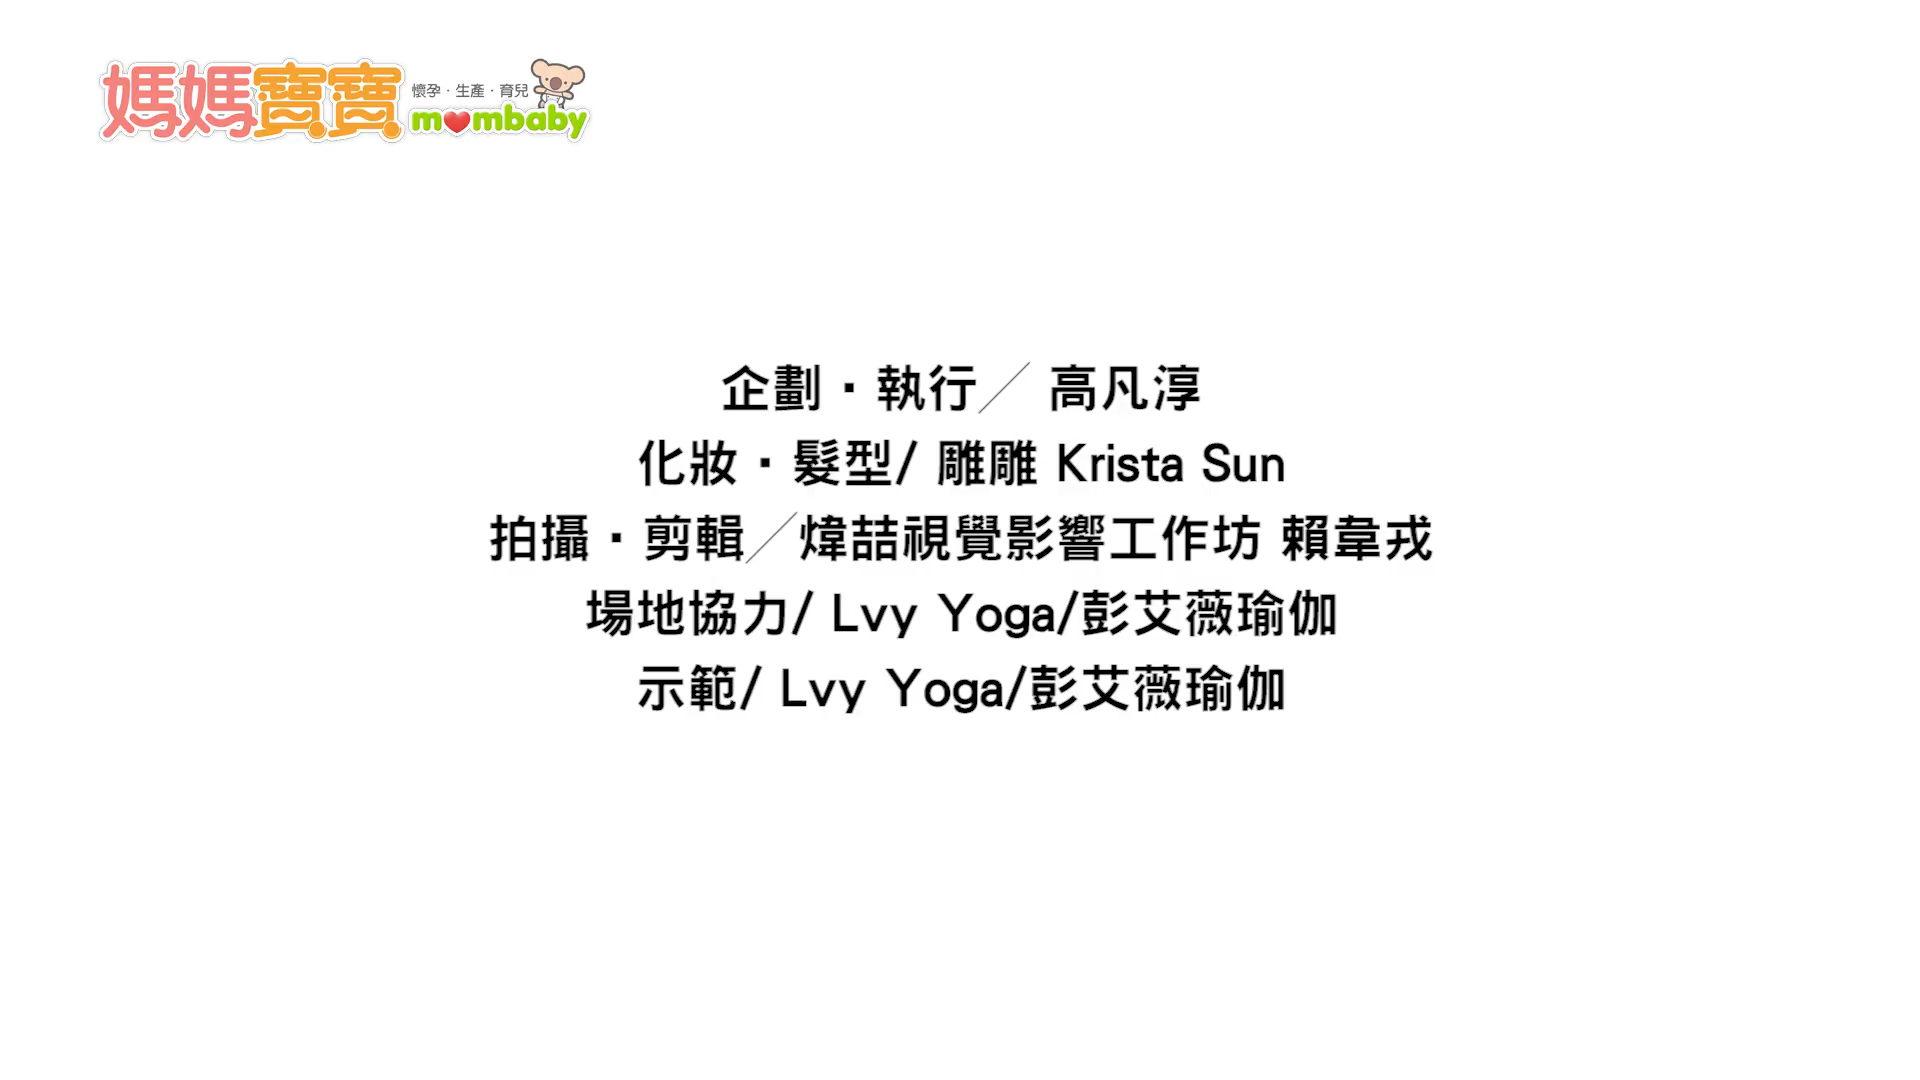 媽媽寶寶
懷孕·生產·育兒
mombaby
企劃·執行╱ 高凡淳
化妝·髮型/ 雕雕 Krista Sun
拍攝·剪輯╱煒喆視覺影響工作坊 賴韋戎
場地協力/ Lvy Yoga/彭艾薇瑜伽
示範/ Lvy Yoga/彭艾薇瑜伽